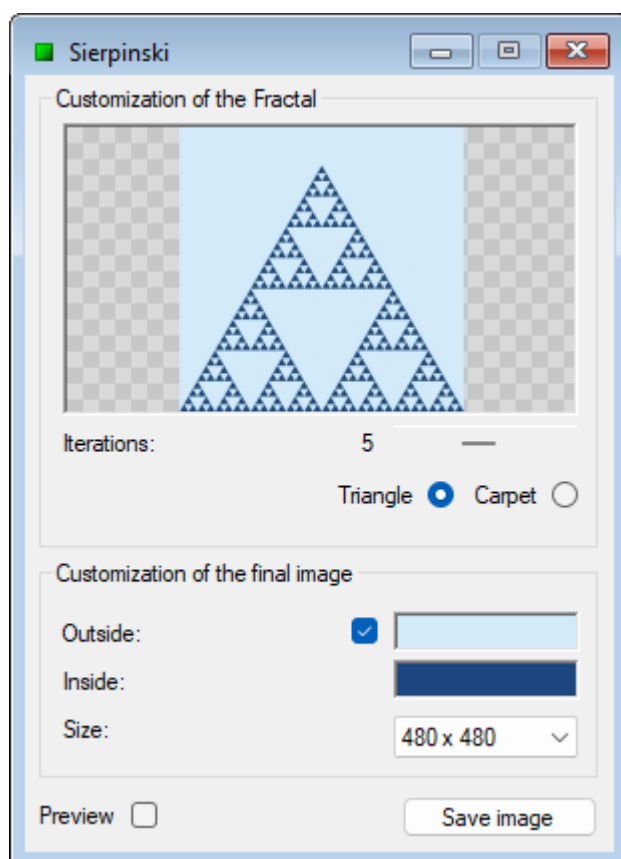 Sierpinski
Customization of the Fractal
Iterations: 5
Triangle Carpet
Customization of the final image
Outside:
Inside:
Size: 480 x 480
Preview Save image